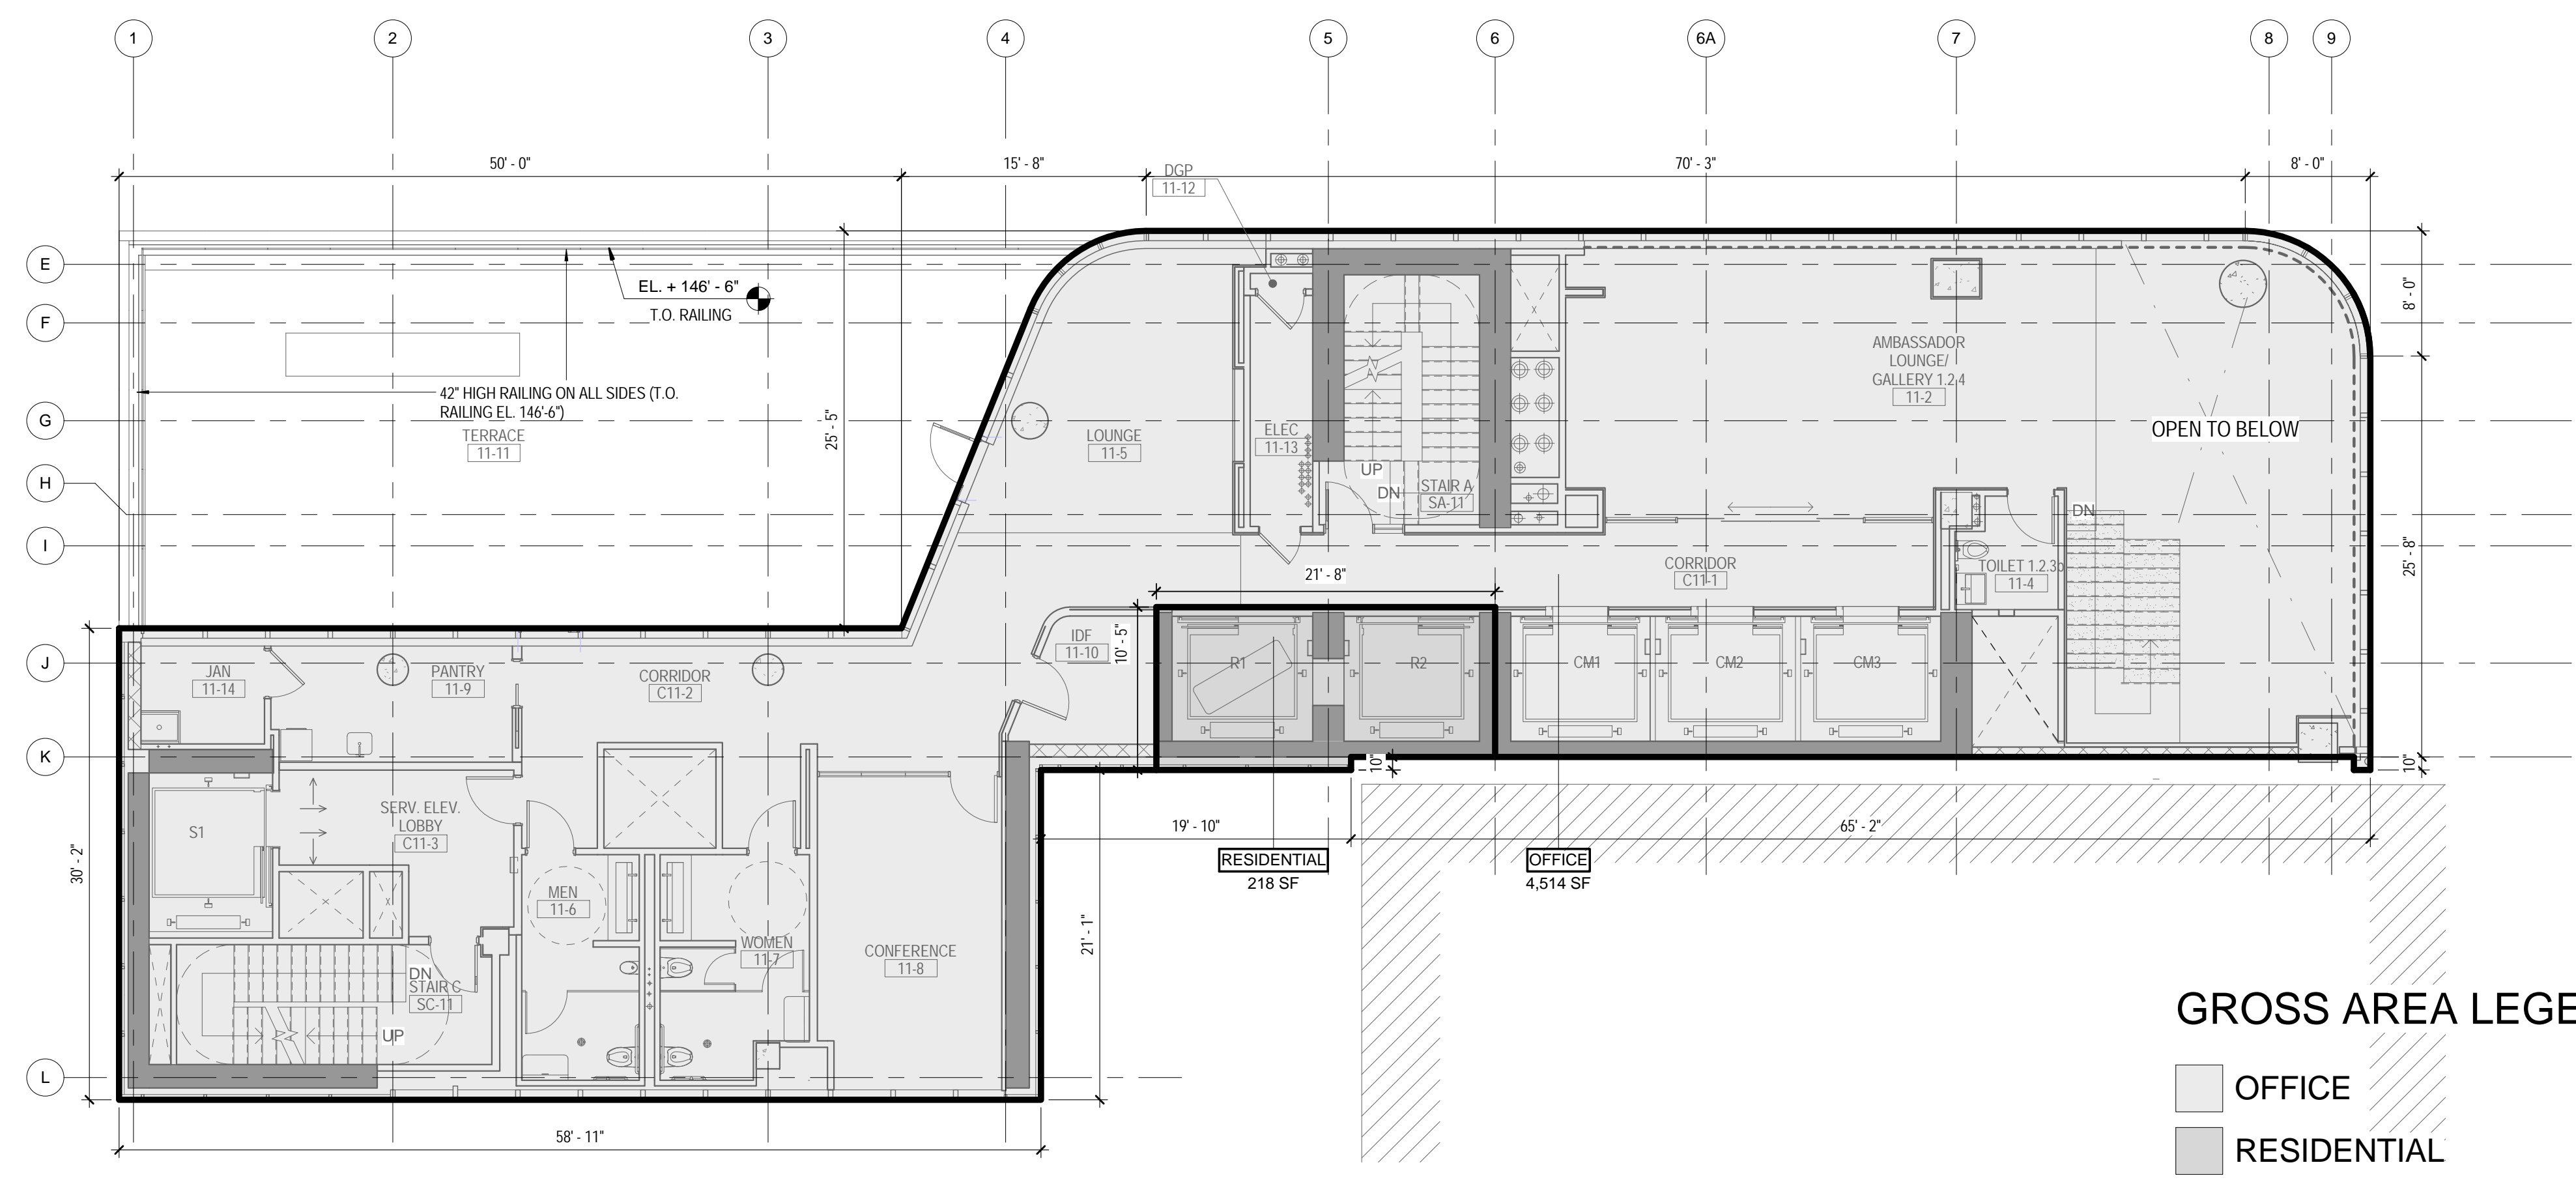 1
2
3
4
5
6
6A
7
8
9
50' - 0"
15' - 8"
70' - 3"
8' - 0"
DGP
11-12
E
F
G
H
I
J
K
L
EL. + 146' - 6"
T.O. RAILING
42" HIGH RAILING ON ALL SIDES (T.O.
RAILING EL. 146'-6")
TERRACE
11-11
25' - 5"
LOUNGE
11-5
ELEC
11-13
UP
DN
STAIR A
SA-11
AMBASSADOR
LOUNGE/
GALLERY 1.2.4
11-2
OPEN TO BELOW
8' - 0"
25' - 8"
10"
DN
TOILET 1.2.3b
11-4
CORRIDOR
C11-1
21' - 8"
10' - 5"
IDF
11-10
R1
R2
CM1
CM2
CM3
10"
JAN
11-14
PANTRY
11-9
CORRIDOR
C11-2
S1
SERV. ELEV.
LOBBY
C11-3
30' - 2"
MEN
11-6
WOMEN
11-7
CONFERENCE
11-8
DN
STAIR C
SC-11
UP
21' - 1"
19' - 10"
65' - 2"
RESIDENTIAL
218 SF
OFFICE
4,514 SF
58' - 11"
GROSS AREA LEGE
OFFICE
RESIDENTIAL